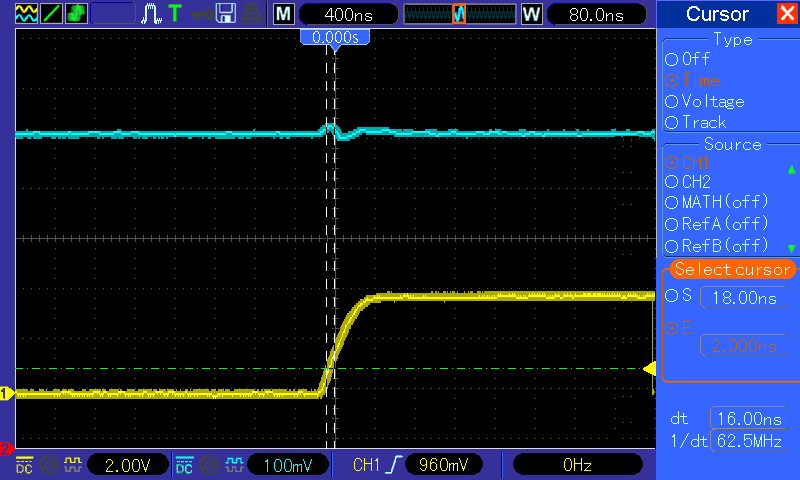 T M 400ns W 80.0ns
0.000s
Cursor
Type
Off
Time
Voltage
Track
Source
CH1
CH2
MATH(off)
RefA(off)
RefB(off)
Select cursor
S 18.00ns
E
2.000ns
dt 16.00ns
1/dt 62.5MHz
1
2
DC 2.00V DC 100mV CH1 960mV 0Hz